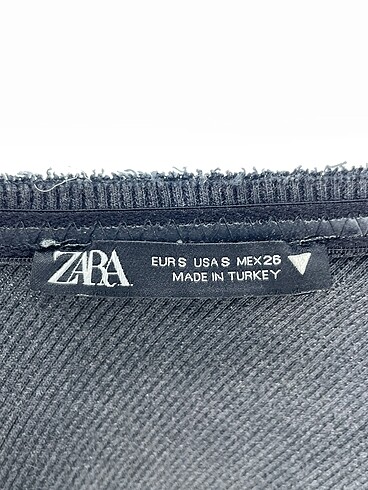 ZARA
EUR S USA S MEX 26
MADE IN TURKEY